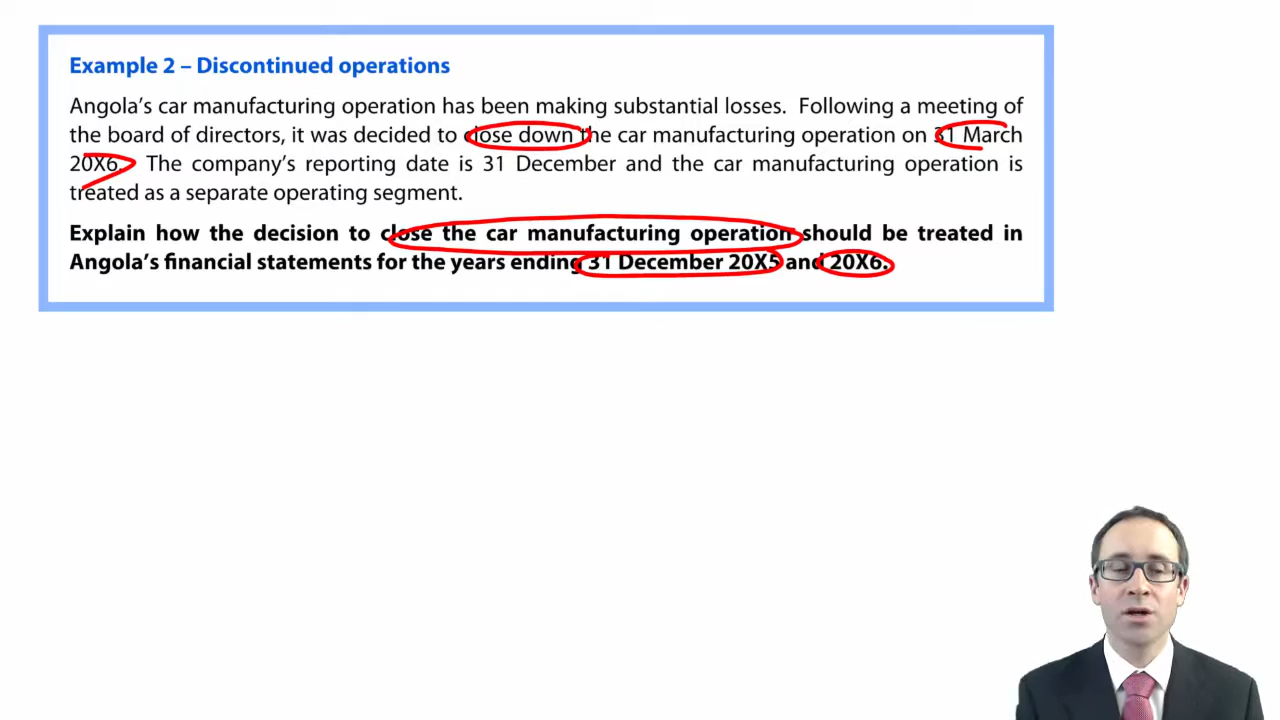 Example 2 – Discontinued operations
Angola's car manufacturing operation has been making substantial losses. Following a meeting of
the board of directors, it was decided to close down the car manufacturing operation on 31 March
20X6. The company's reporting date is 31 December and the car manufacturing operation is
treated as a separate operating segment.
Explain how the decision to close the car manufacturing operation should be treated in
Angola's financial statements for the years ending 31 December 20X5 and 20X6.